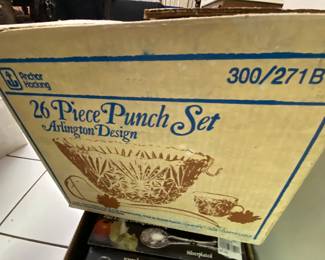 Anchor
Hocking
300/271B
26 Piece Punch Set
Arlington Design